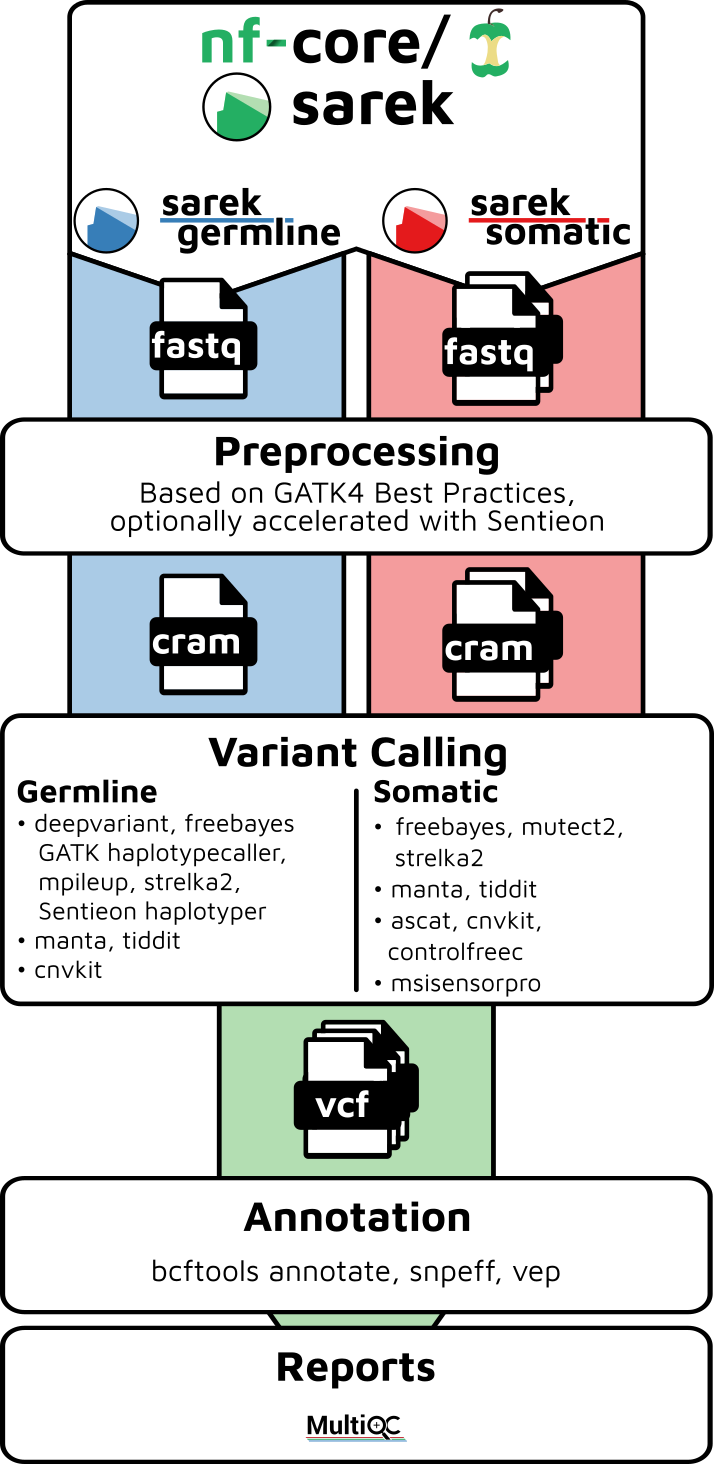 nf-core/
sarek
sarek
germline
sarek
somatic
fastq
fastq
Preprocessing
Based on GATK4 Best Practices,
optionally accelerated with Sentieon
cram
cram
Variant Calling
Germline
• deepvariant, freebayes
GATK haplotypecaller,
mpileup, strelka2,
Sentieon haplotyper
• manta, tiddit
• cnvkit
Somatic
• freebayes, mutect2,
strelka2
• manta, tiddit
• ascat, cnvkit,
controlfreec
• msisensorpro
vcf
Annotation
bcftools annotate, snpeff, vep
Reports
MultiQC